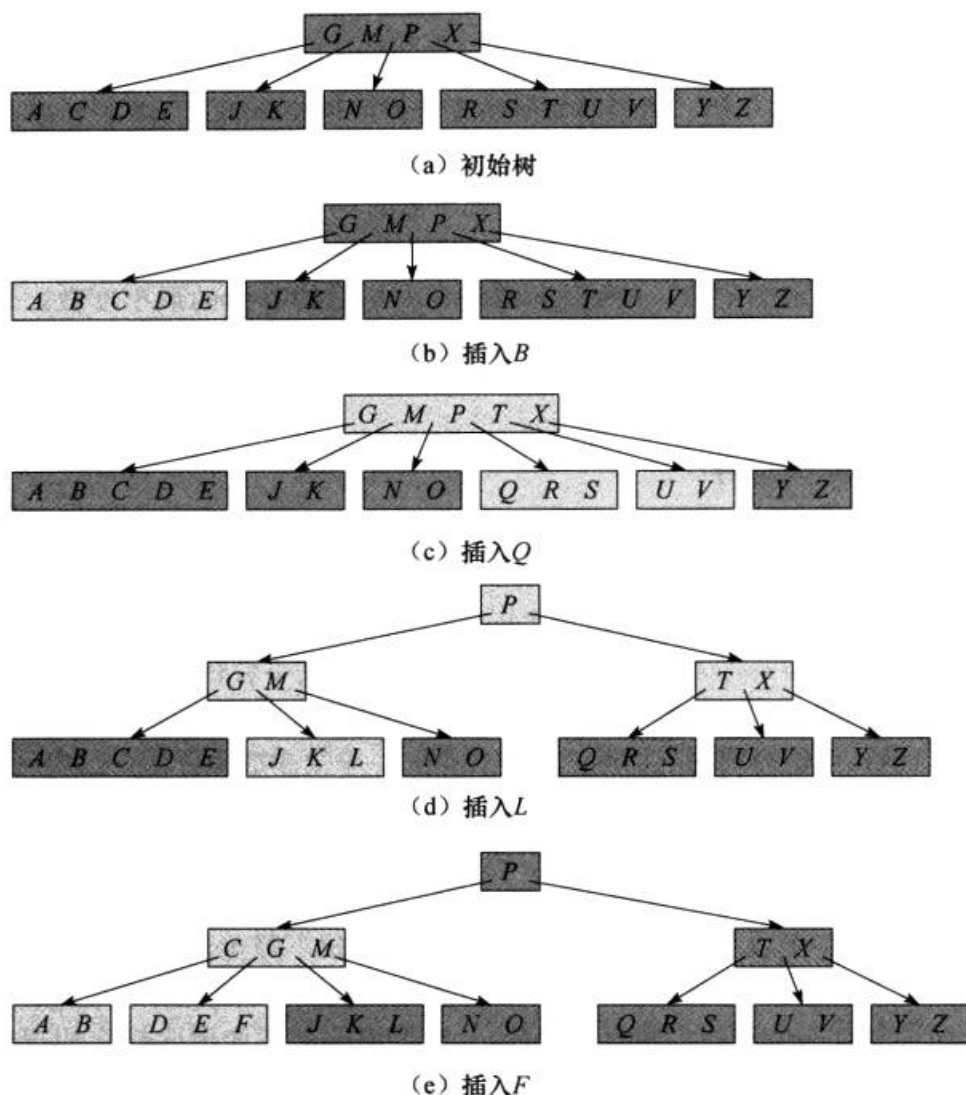 G M P X
A C D E J K N O R S T U V Y Z
（a）初始树
G M P X
A B C D E J K N O R S T U V Y Z
（b）插入B
G M P T X
A B C D E J K N O Q R S U V Y Z
（c）插入Q
P
G M T X
A B C D E J K L N O Q R S U V Y Z
（d）插入L
P
C G M T X
A B D E F J K L N O Q R S U V Y Z
（e）插入F